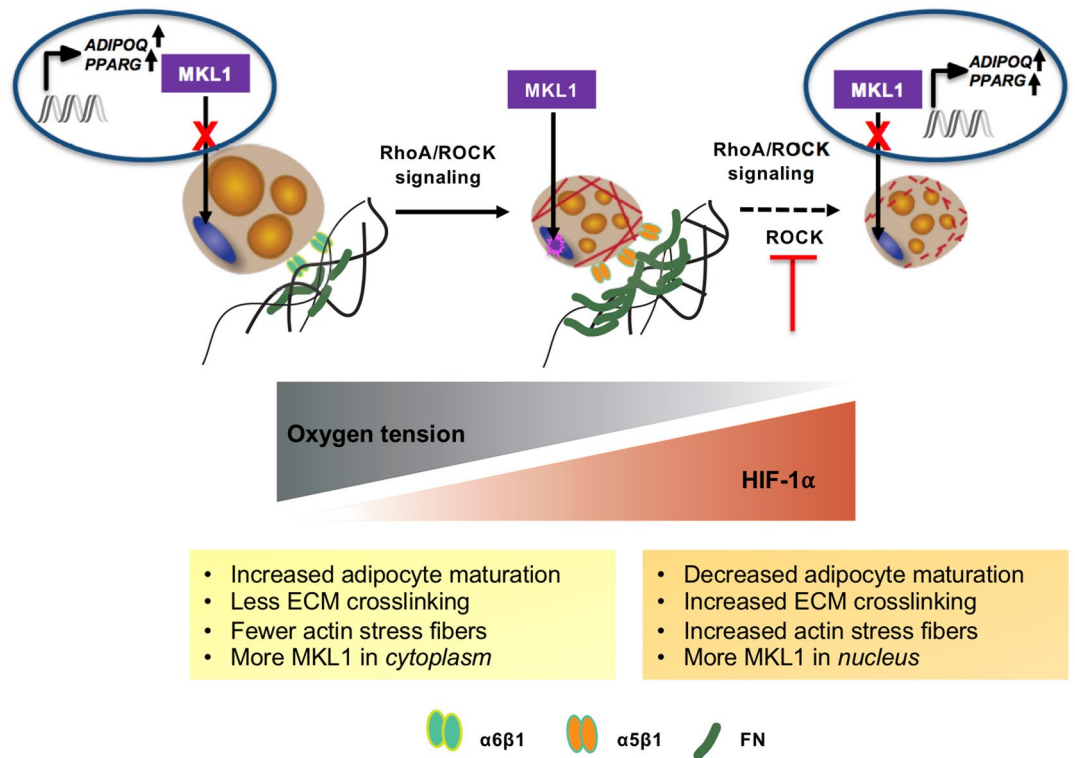 ADIPOQ
PPARG
MKL1
RhoA/ROCK
signaling
MKL1
RhoA/ROCK
signaling
ROCK
MKL1
ADIPOQ
PPARG
Oxygen tension
HIF-1α
• Increased adipocyte maturation
• Less ECM crosslinking
• Fewer actin stress fibers
• More MKL1 in cytoplasm
• Decreased adipocyte maturation
• Increased ECM crosslinking
• Increased actin stress fibers
• More MKL1 in nucleus
α6β1
α5β1
FN